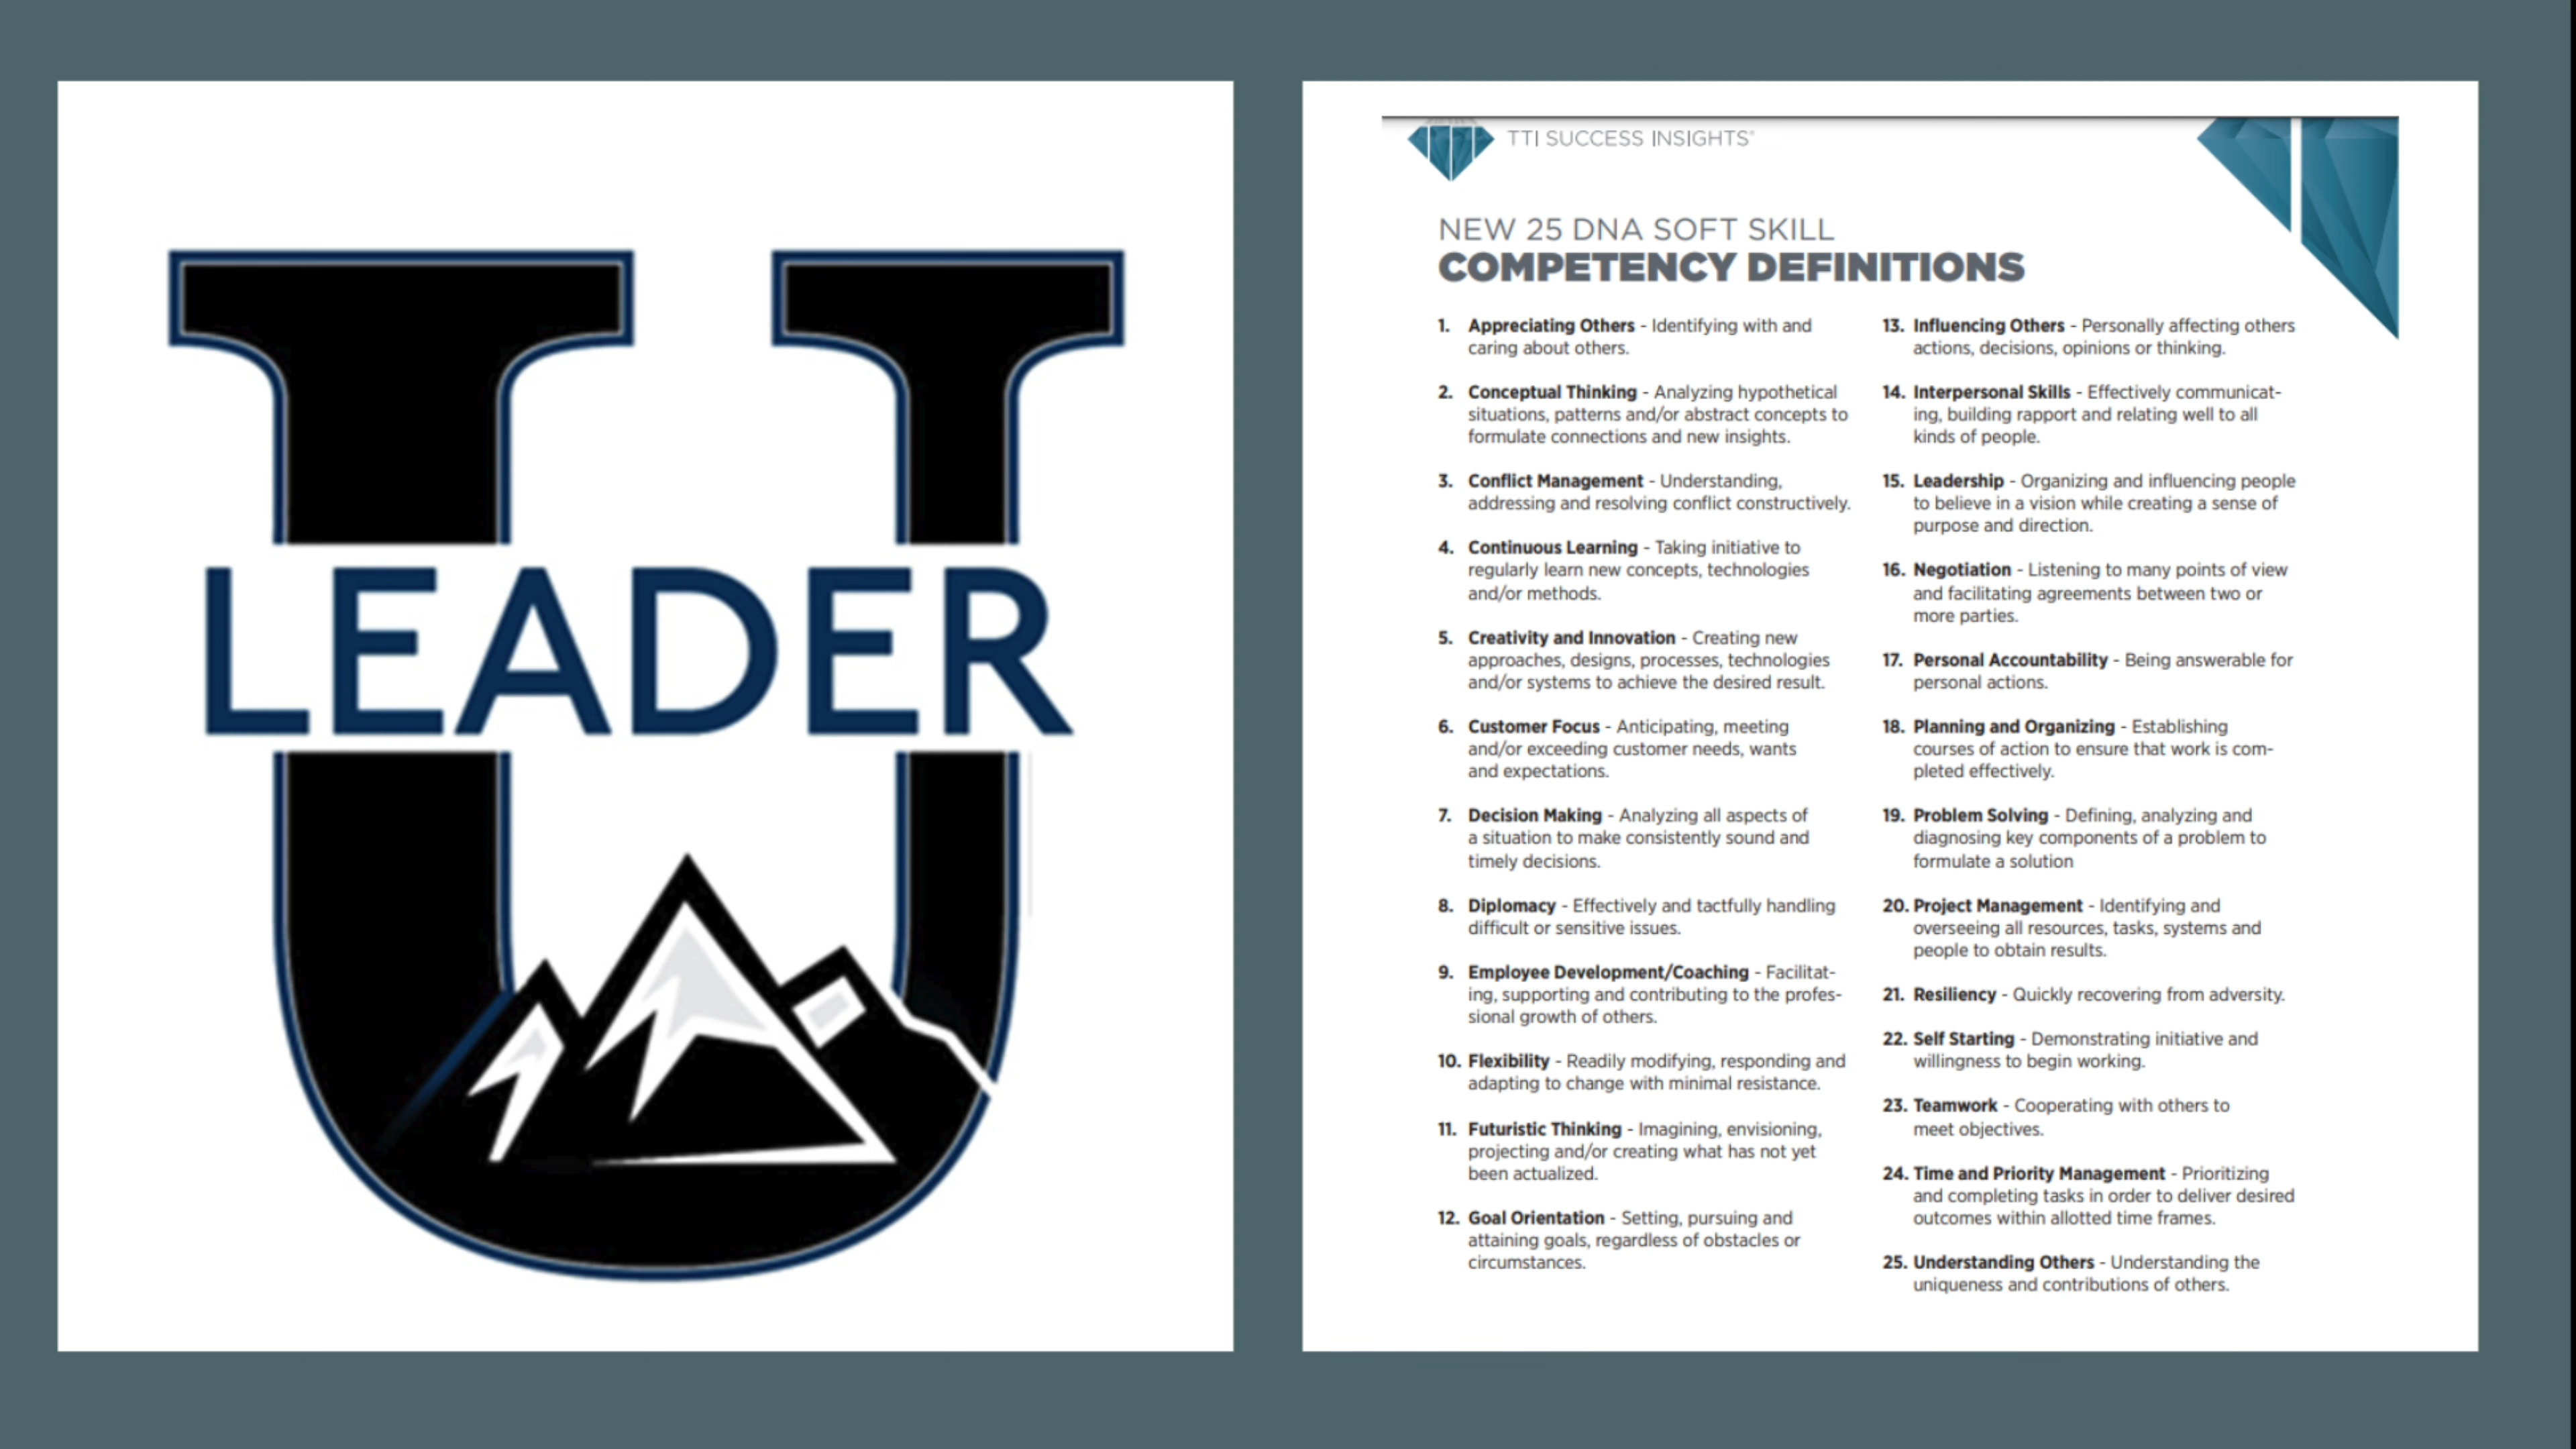 U
LEADER
TTI SUCCESS INSIGHTS®
NEW 25 DNA SOFT SKILL
COMPETENCY DEFINITIONS
1. Appreciating Others - Identifying with and
caring about others.
2. Conceptual Thinking - Analyzing hypothetical
situations, patterns and/or abstract concepts to
formulate connections and new insights.
3. Conflict Management - Understanding,
addressing and resolving conflict constructively.
4. Continuous Learning - Taking initiative to
regularly learn new concepts, technologies
and/or methods.
5. Creativity and Innovation - Creating new
approaches, designs, processes, technologies
and/or systems to achieve the desired result.
6. Customer Focus - Anticipating, meeting
and/or exceeding customer needs, wants
and expectations.
7. Decision Making - Analyzing all aspects of
a situation to make consistently sound and
timely decisions.
8. Diplomacy - Effectively and tactfully handling
difficult or sensitive issues.
9. Employee Development/Coaching - Facilitat-
ing, supporting and contributing to the profes-
sional growth of others.
10. Flexibility - Readily modifying, responding and
adapting to change with minimal resistance.
11. Futuristic Thinking - Imagining, envisioning,
projecting and/or creating what has not yet
been actualized.
12. Goal Orientation - Setting, pursuing and
attaining goals, regardless of obstacles or
circumstances.
13. Influencing Others - Personally affecting others
actions, decisions, opinions or thinking.
14. Interpersonal Skills - Effectively communicat-
ing, building rapport and relating well to all
kinds of people.
15. Leadership - Organizing and influencing people
to believe in a vision while creating a sense of
purpose and direction.
16. Negotiation - Listening to many points of view
and facilitating agreements between two or
more parties.
17. Personal Accountability - Being answerable for
personal actions.
18. Planning and Organizing - Establishing
courses of action to ensure that work is com-
pleted effectively.
19. Problem Solving - Defining, analyzing and
diagnosing key components of a problem to
formulate a solution
20. Project Management - Identifying and
overseeing all resources, tasks, systems and
people to obtain results.
21. Resiliency - Quickly recovering from adversity.
22. Self Starting - Demonstrating initiative and
willingness to begin working.
23. Teamwork - Cooperating with others to
meet objectives.
24. Time and Priority Management - Prioritizing
and completing tasks in order to deliver desired
outcomes within allotted time frames.
25. Understanding Others - Understanding the
uniqueness and contributions of others.